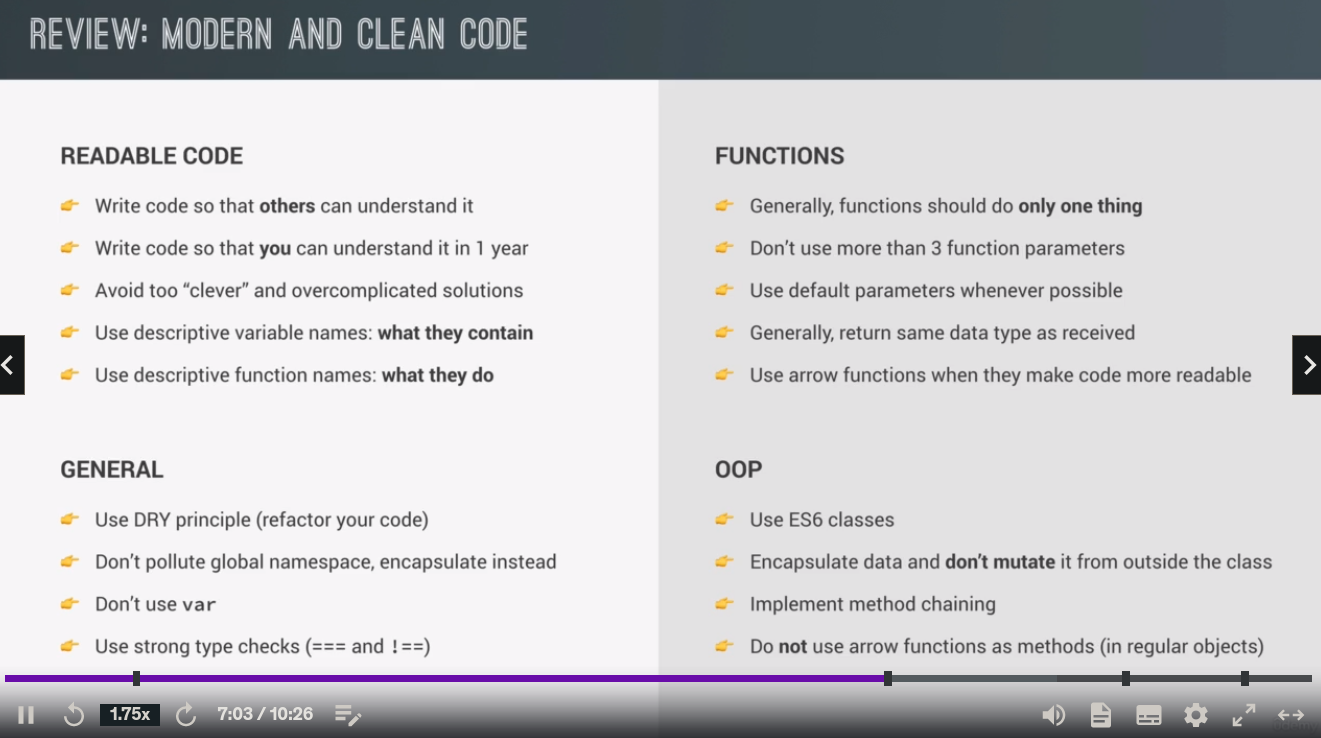 REVIEW: MODERN AND CLEAN CODE
READABLE CODE
Write code so that others can understand it
Write code so that you can understand it in 1 year
Avoid too “clever” and overcomplicated solutions
Use descriptive variable names: what they contain
Use descriptive function names: what they do
GENERAL
Use DRY principle (refactor your code)
Don’t pollute global namespace, encapsulate instead
Don’t use var
Use strong type checks (=== and !==)
FUNCTIONS
Generally, functions should do only one thing
Don’t use more than 3 function parameters
Use default parameters whenever possible
Generally, return same data type as received
Use arrow functions when they make code more readable
OOP
Use ES6 classes
Encapsulate data and don’t mutate it from outside the class
Implement method chaining
Do not use arrow functions as methods (in regular objects)
1.75x
7:03 / 10:26